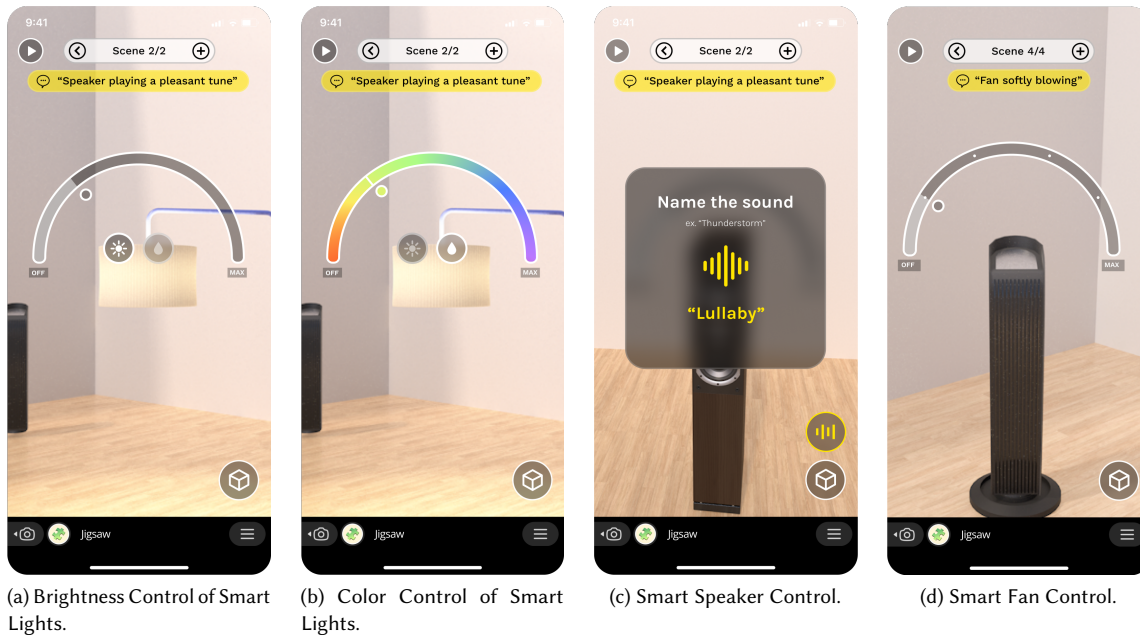 9:41
Scene 2/2
“Speaker playing a pleasant tune”
OFF
MAX
Jigsaw
(a) Brightness Control of Smart
Lights.
9:41
Scene 2/2
“Speaker playing a pleasant tune”
OFF
MAX
Jigsaw
(b) Color Control of Smart
Lights.
9:41
Scene 2/2
“Speaker playing a pleasant tune”
Name the sound
ex. “Thunderstorm”
“Lullaby”
Jigsaw
(c) Smart Speaker Control.
9:41
Scene 4/4
“Fan softly blowing”
OFF
MAX
Jigsaw
(d) Smart Fan Control.